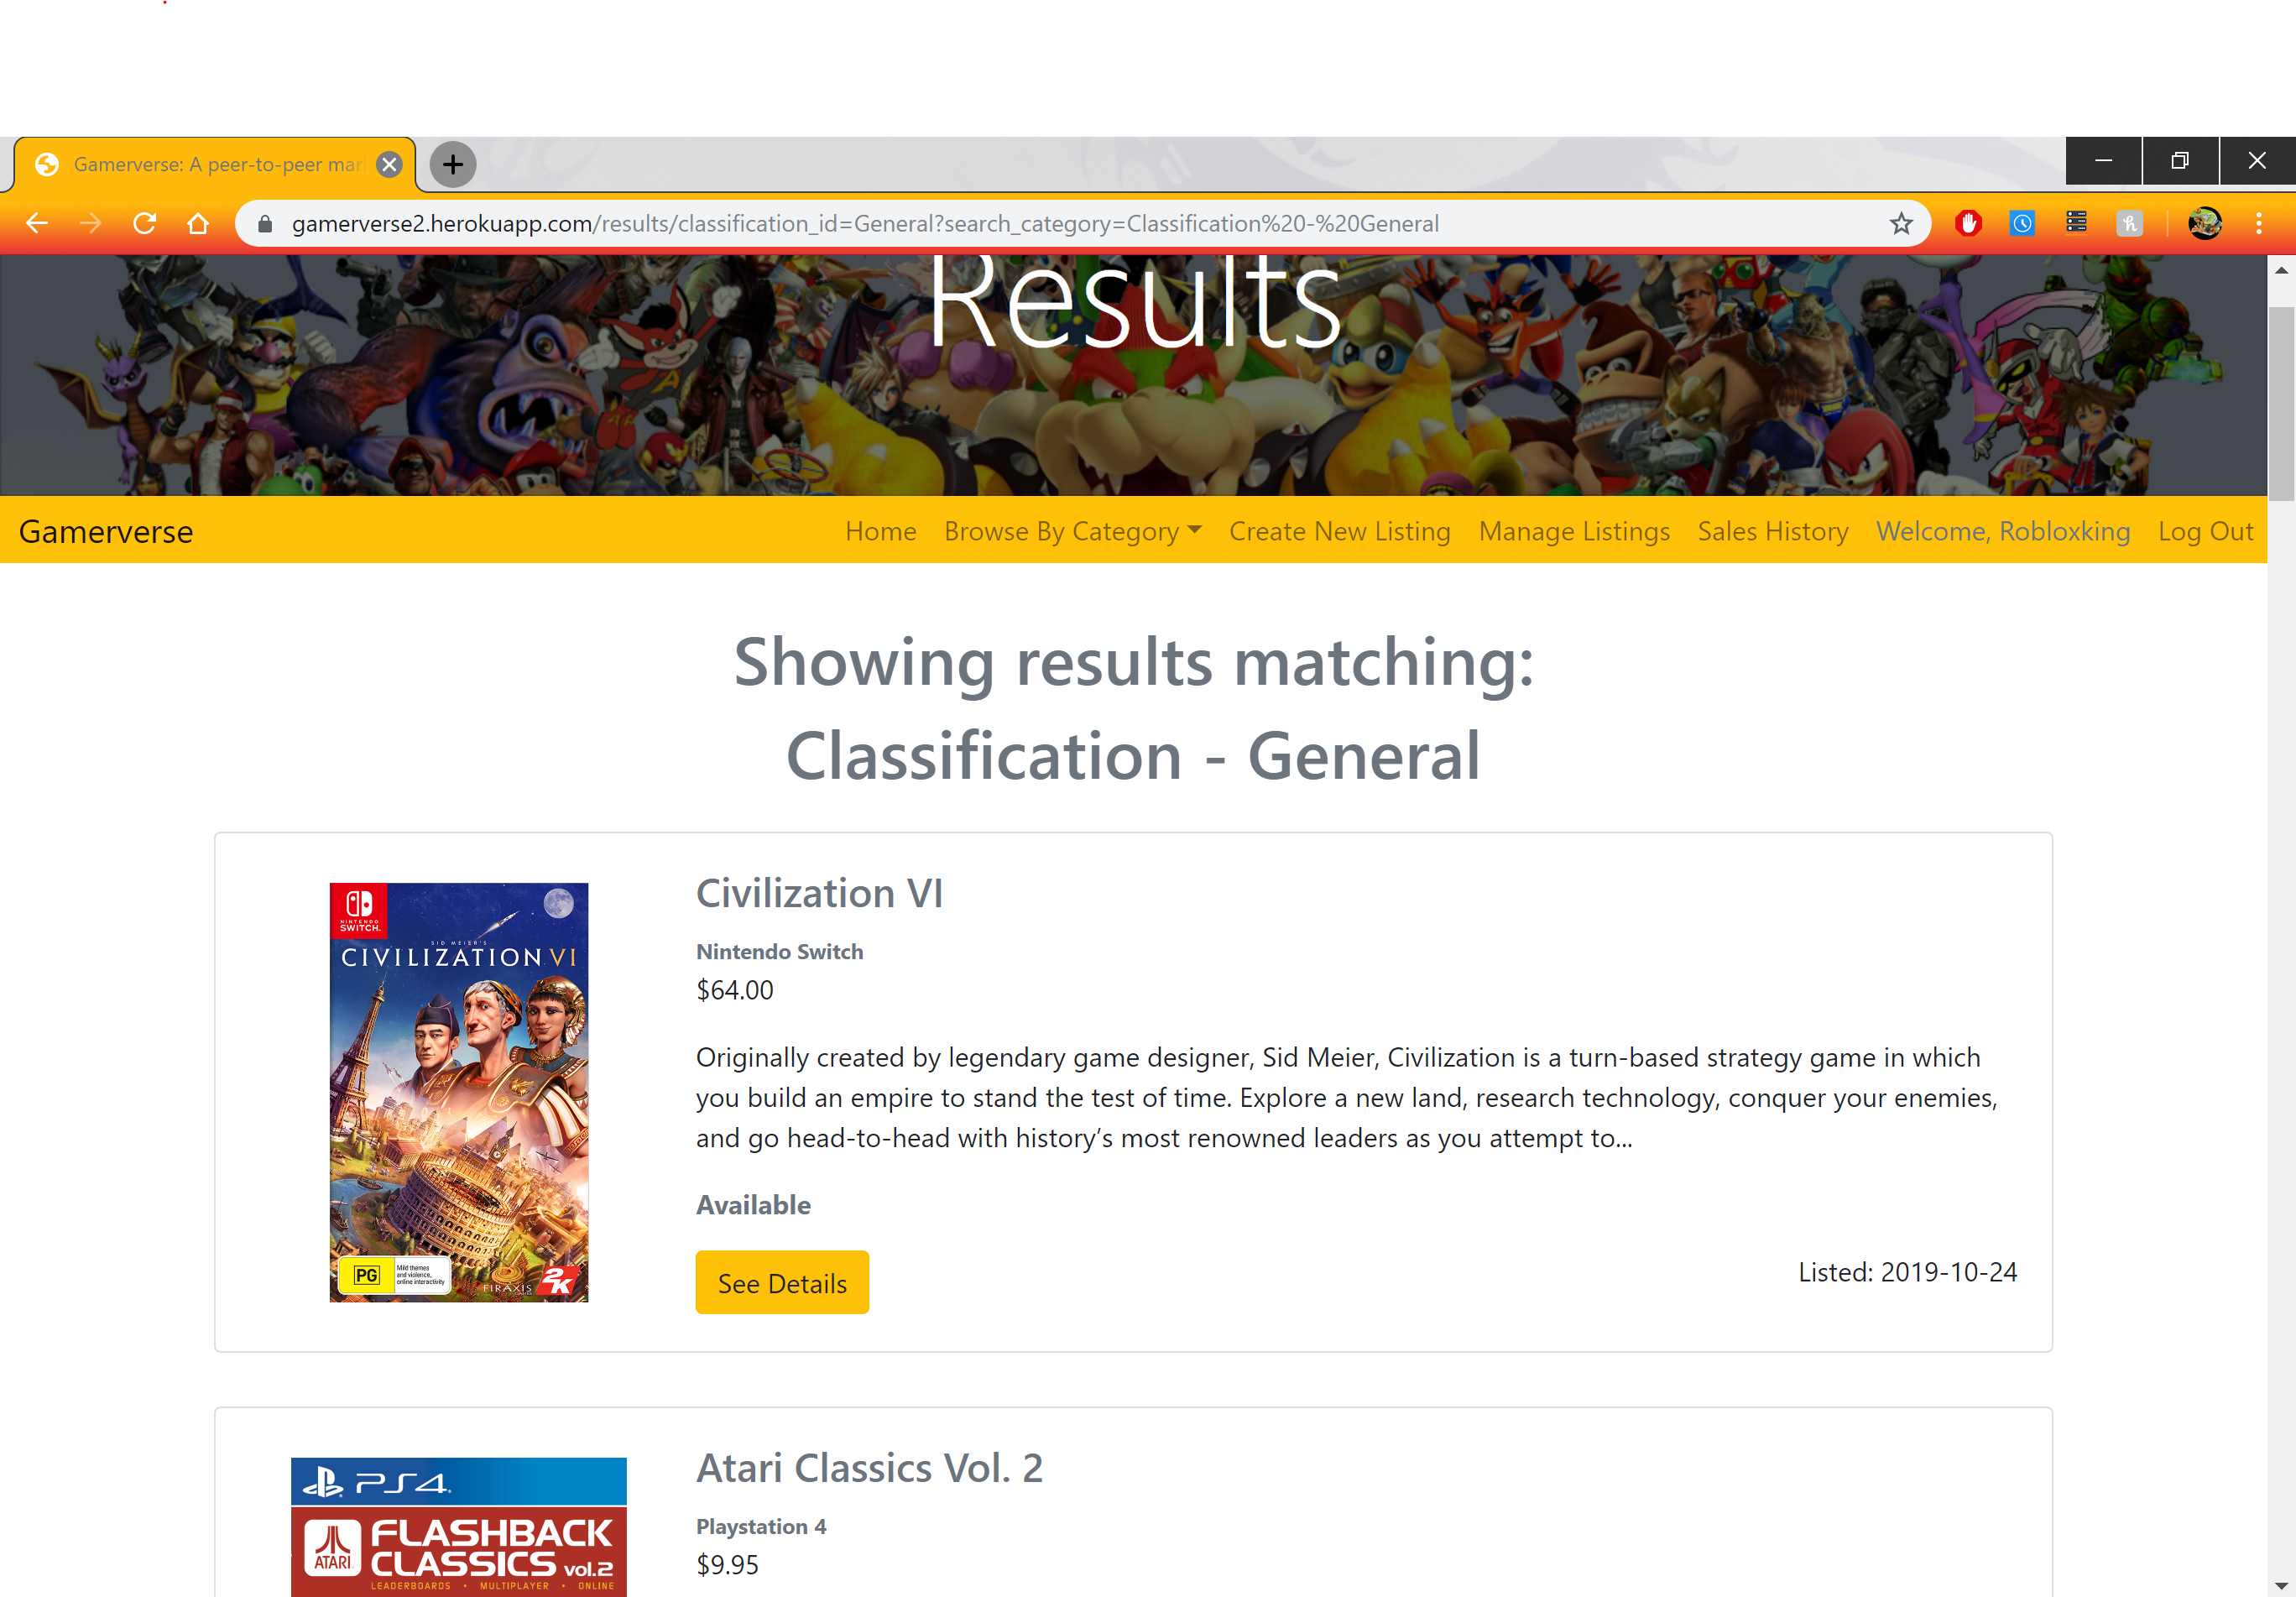 Gamerverse: A peer-to-peer mar
gamerverse2.herokuapp.com/results/classification_id=General?search_category=Classification%20-%20General
Results
Gamerverse
Home
Browse By Category
Create New Listing
Manage Listings
Sales History
Welcome, Robloxking
Log Out
Showing results matching:
Classification - General
NINTENDO
SWITCH.
SID MEIER'S
CIVILIZATION VI
PG
Mild themes
and violence,
online interactivity
FIRAXIS
2K
Civilization VI
Nintendo Switch
$64.00
Originally created by legendary game designer, Sid Meier, Civilization is a turn-based strategy game in which
you build an empire to stand the test of time. Explore a new land, research technology, conquer your enemies,
and go head-to-head with history’s most renowned leaders as you attempt to...
Available
See Details
Listed: 2019-10-24
PS4
ATARI
FLASHBACK
CLASSICS vol.2
LEADERBOARDS • MULTIPLAYER • ONLINE
Atari Classics Vol. 2
Playstation 4
$9.95